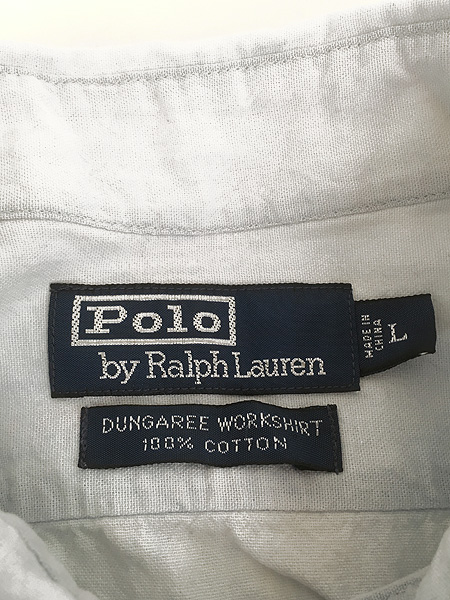 Polo
by Ralph Lauren
MADE IN
CHINA
L
DUNGAREE WORKSHIRT
100% COTTON